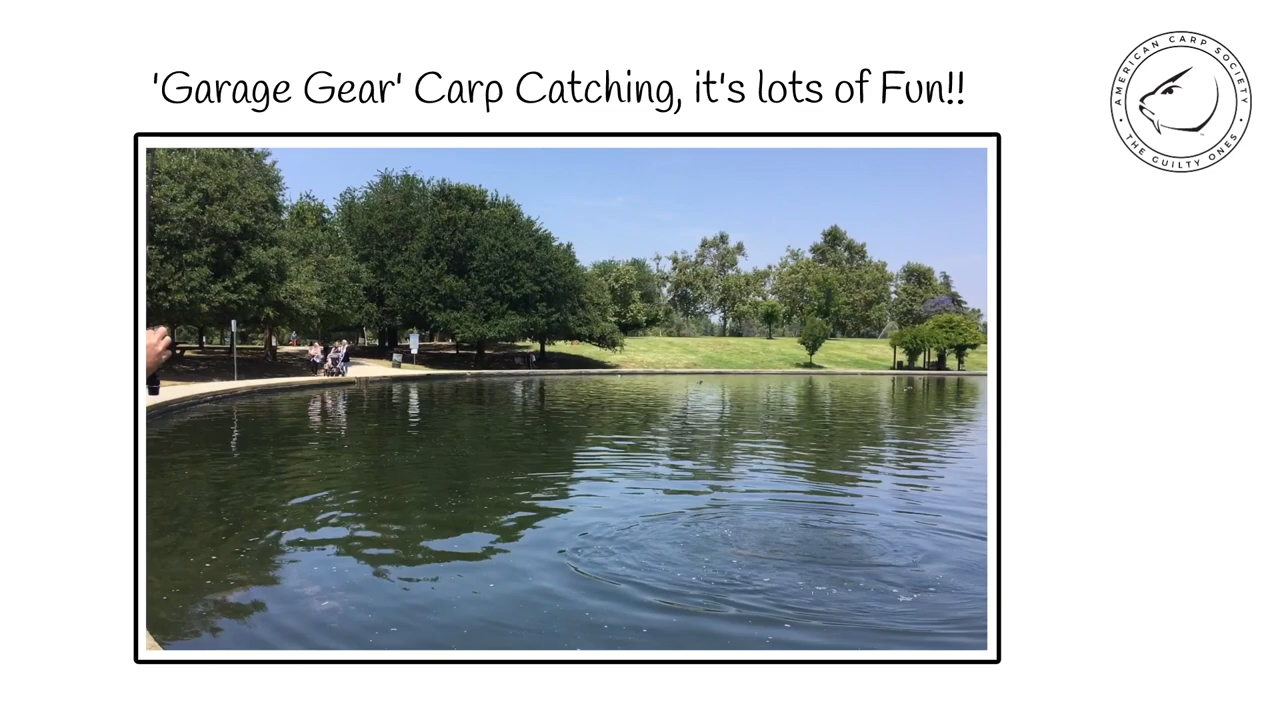 'Garage Gear' Carp Catching, it's lots of Fun!!
AMERICAN CARP SOCIETY
• THE GUILTY ONES •